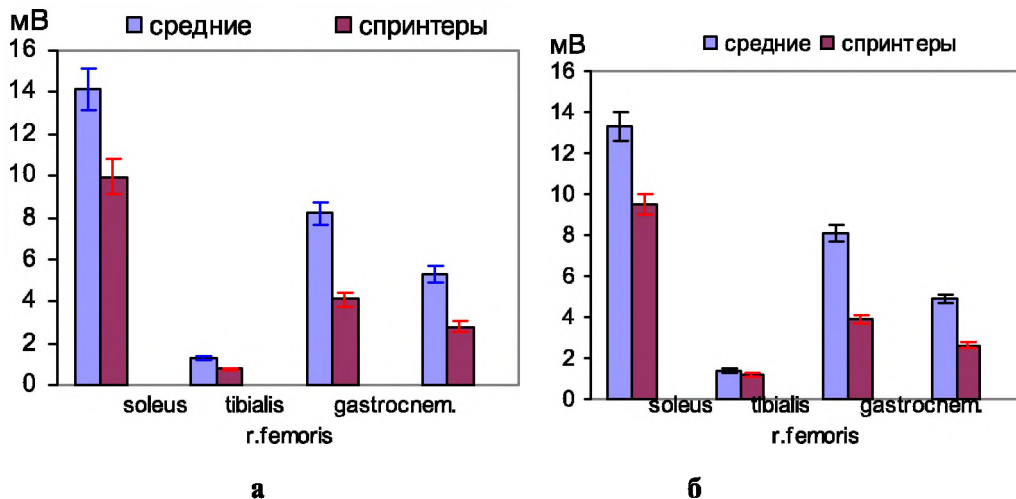 мВ
средние спринтеры
16
14
12
10
8
6
4
2
0
soleus tibialis gastrocnem.
r.femoris
а
мВ
средние спринтеры
16
14
12
10
8
6
4
2
0
soleus tibialis gastrocnem.
r.femoris
б